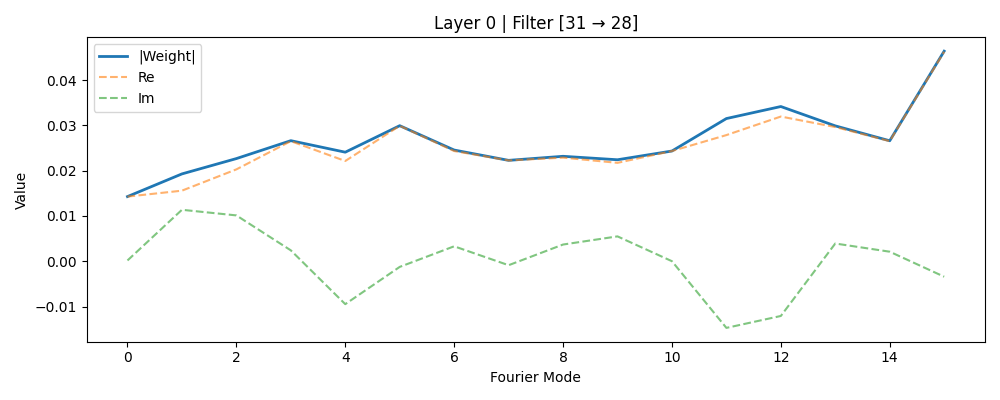 Layer 0 | Filter [31 → 28]
|Weight|
Re
Im
0.04
0.03
0.02
0.01
0.00
−0.01
Value
0 2 4 6 8 10 12 14
Fourier Mode